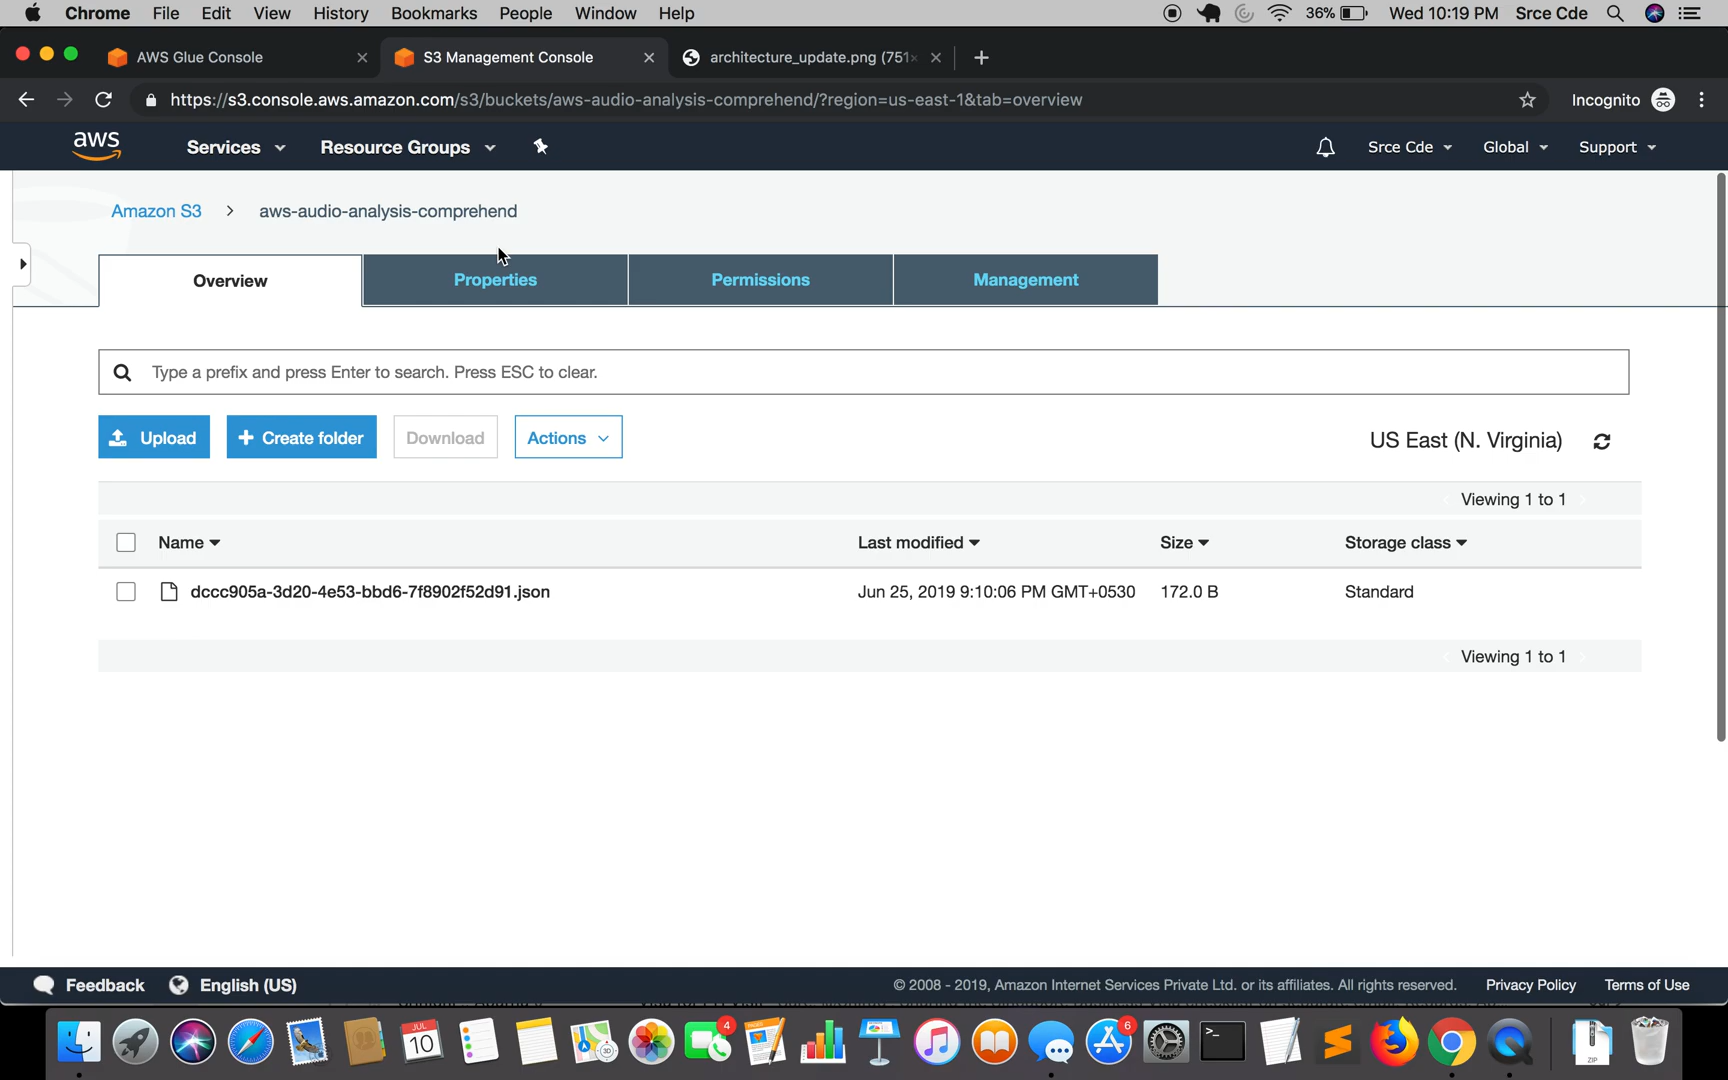 Chrome File Edit View History Bookmarks People Window Help 36% Wed 10:19 PM Srce Cde
AWS Glue Console S3 Management Console architecture_update.png (751×
https://s3.console.aws.amazon.com/s3/buckets/aws-audio-analysis-comprehend/?region=us-east-1&tab=overview Incognito
aws Services Resource Groups Srce Cde Global Support
Amazon S3 > aws-audio-analysis-comprehend
Overview Properties Permissions Management
Type a prefix and press Enter to search. Press ESC to clear.
Upload + Create folder Download Actions US East (N. Virginia)
Viewing 1 to 1
Name Last modified Size Storage class
dccc905a-3d20-4e53-bbd6-7f8902f52d91.json Jun 25, 2019 9:10:06 PM GMT+0530 172.0 B Standard
Viewing 1 to 1
Feedback English (US) © 2008 - 2019, Amazon Internet Services Private Ltd. or its affiliates. All rights reserved. Privacy Policy Terms of Use
JUL 10 4 6 ZIP